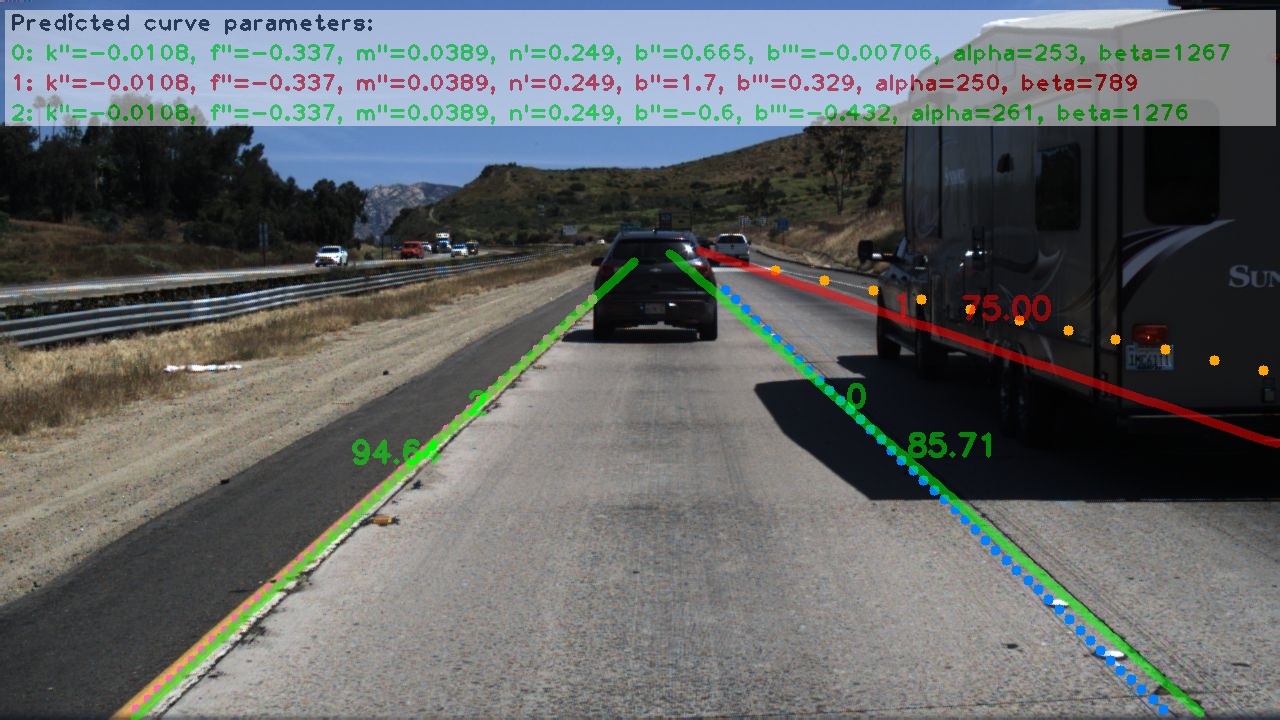 Predicted curve parameters:
0: k''=-0.0108, f''=-0.337, m''=0.0389, n'=0.249, b''=0.665, b'''=-0.00706, alpha=253, beta=1267
1: k''=-0.0108, f''=-0.337, m''=0.0389, n'=0.249, b''=1.7, b'''=0.329, alpha=250, beta=789
2: k''=-0.0108, f''=-0.337, m''=0.0389, n'=0.249, b''=-0.6, b'''=-0.432, alpha=261, beta=1276
1 75.00
2 0
85.71